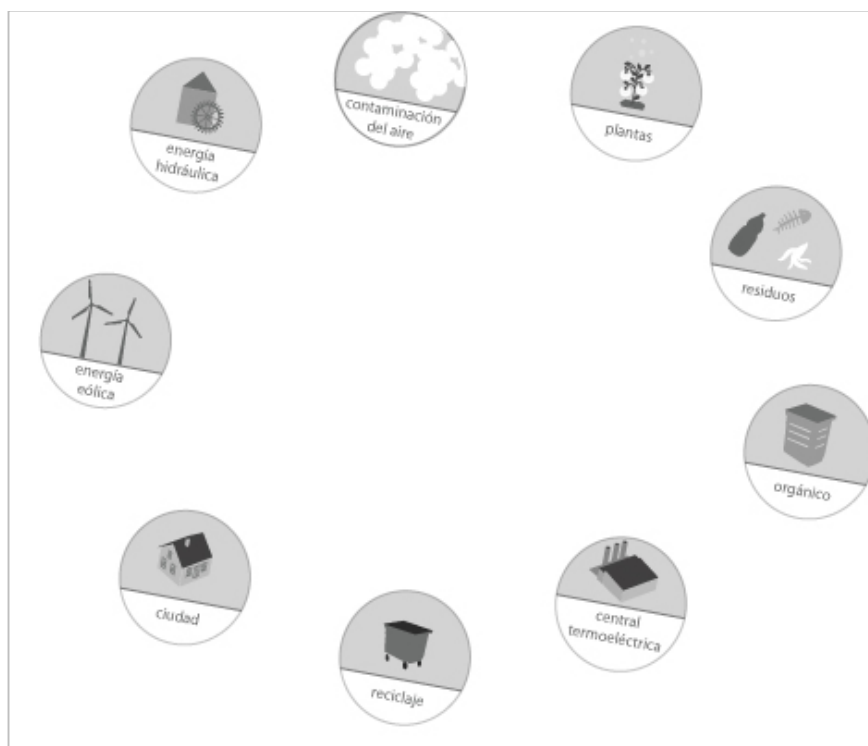 contaminación
del aire
plantas
energía
hidráulica
residuos
energía
eólica
orgánico
ciudad
central
termoeléctrica
reciclaje